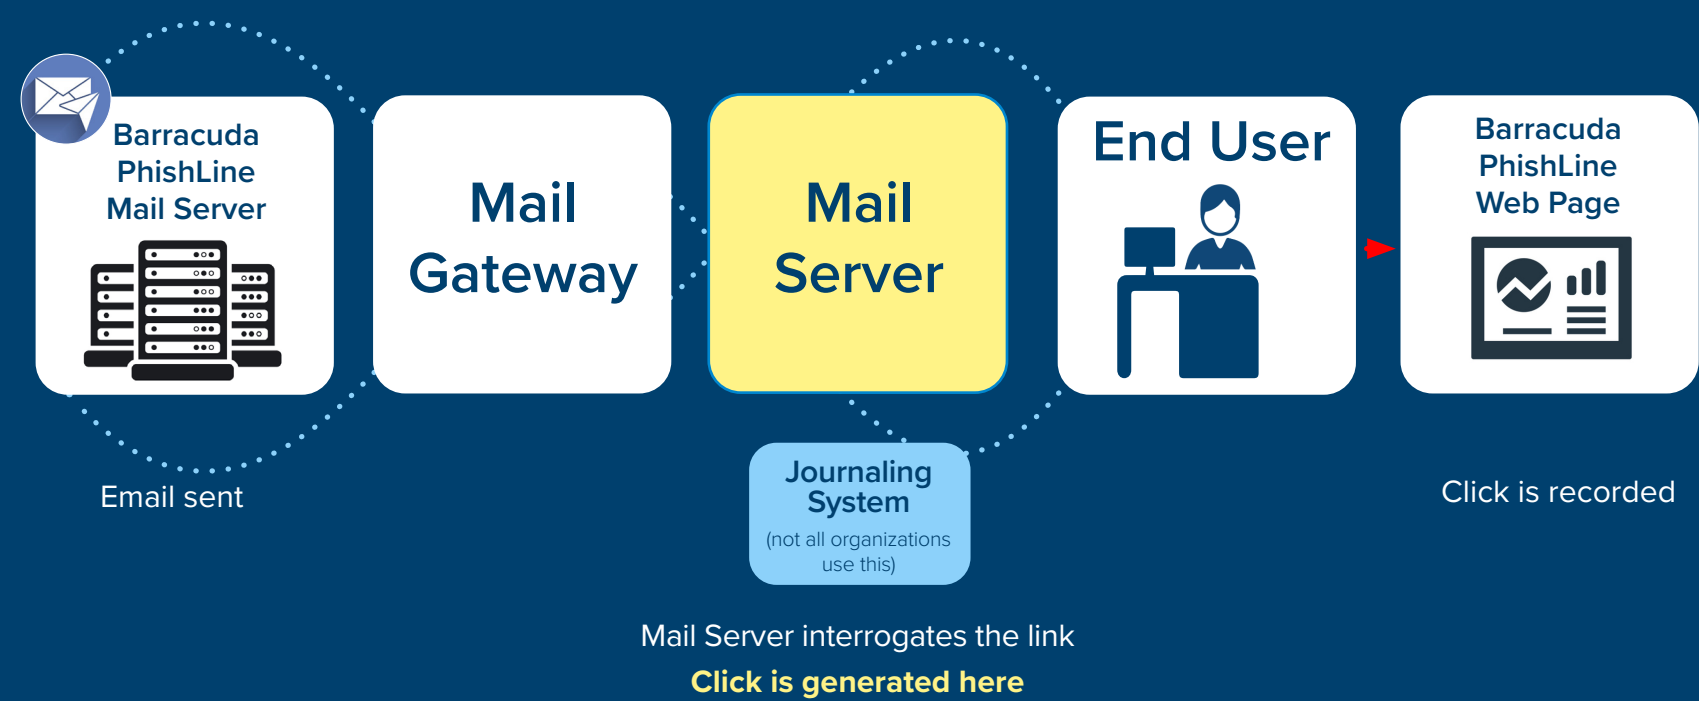 Barracuda
PhishLine
Mail Server
Mail
Gateway
Mail
Server
End User
Barracuda
PhishLine
Web Page
Email sent
Journaling
System
(not all organizations
use this)
Click is recorded
Mail Server interrogates the link
Click is generated here